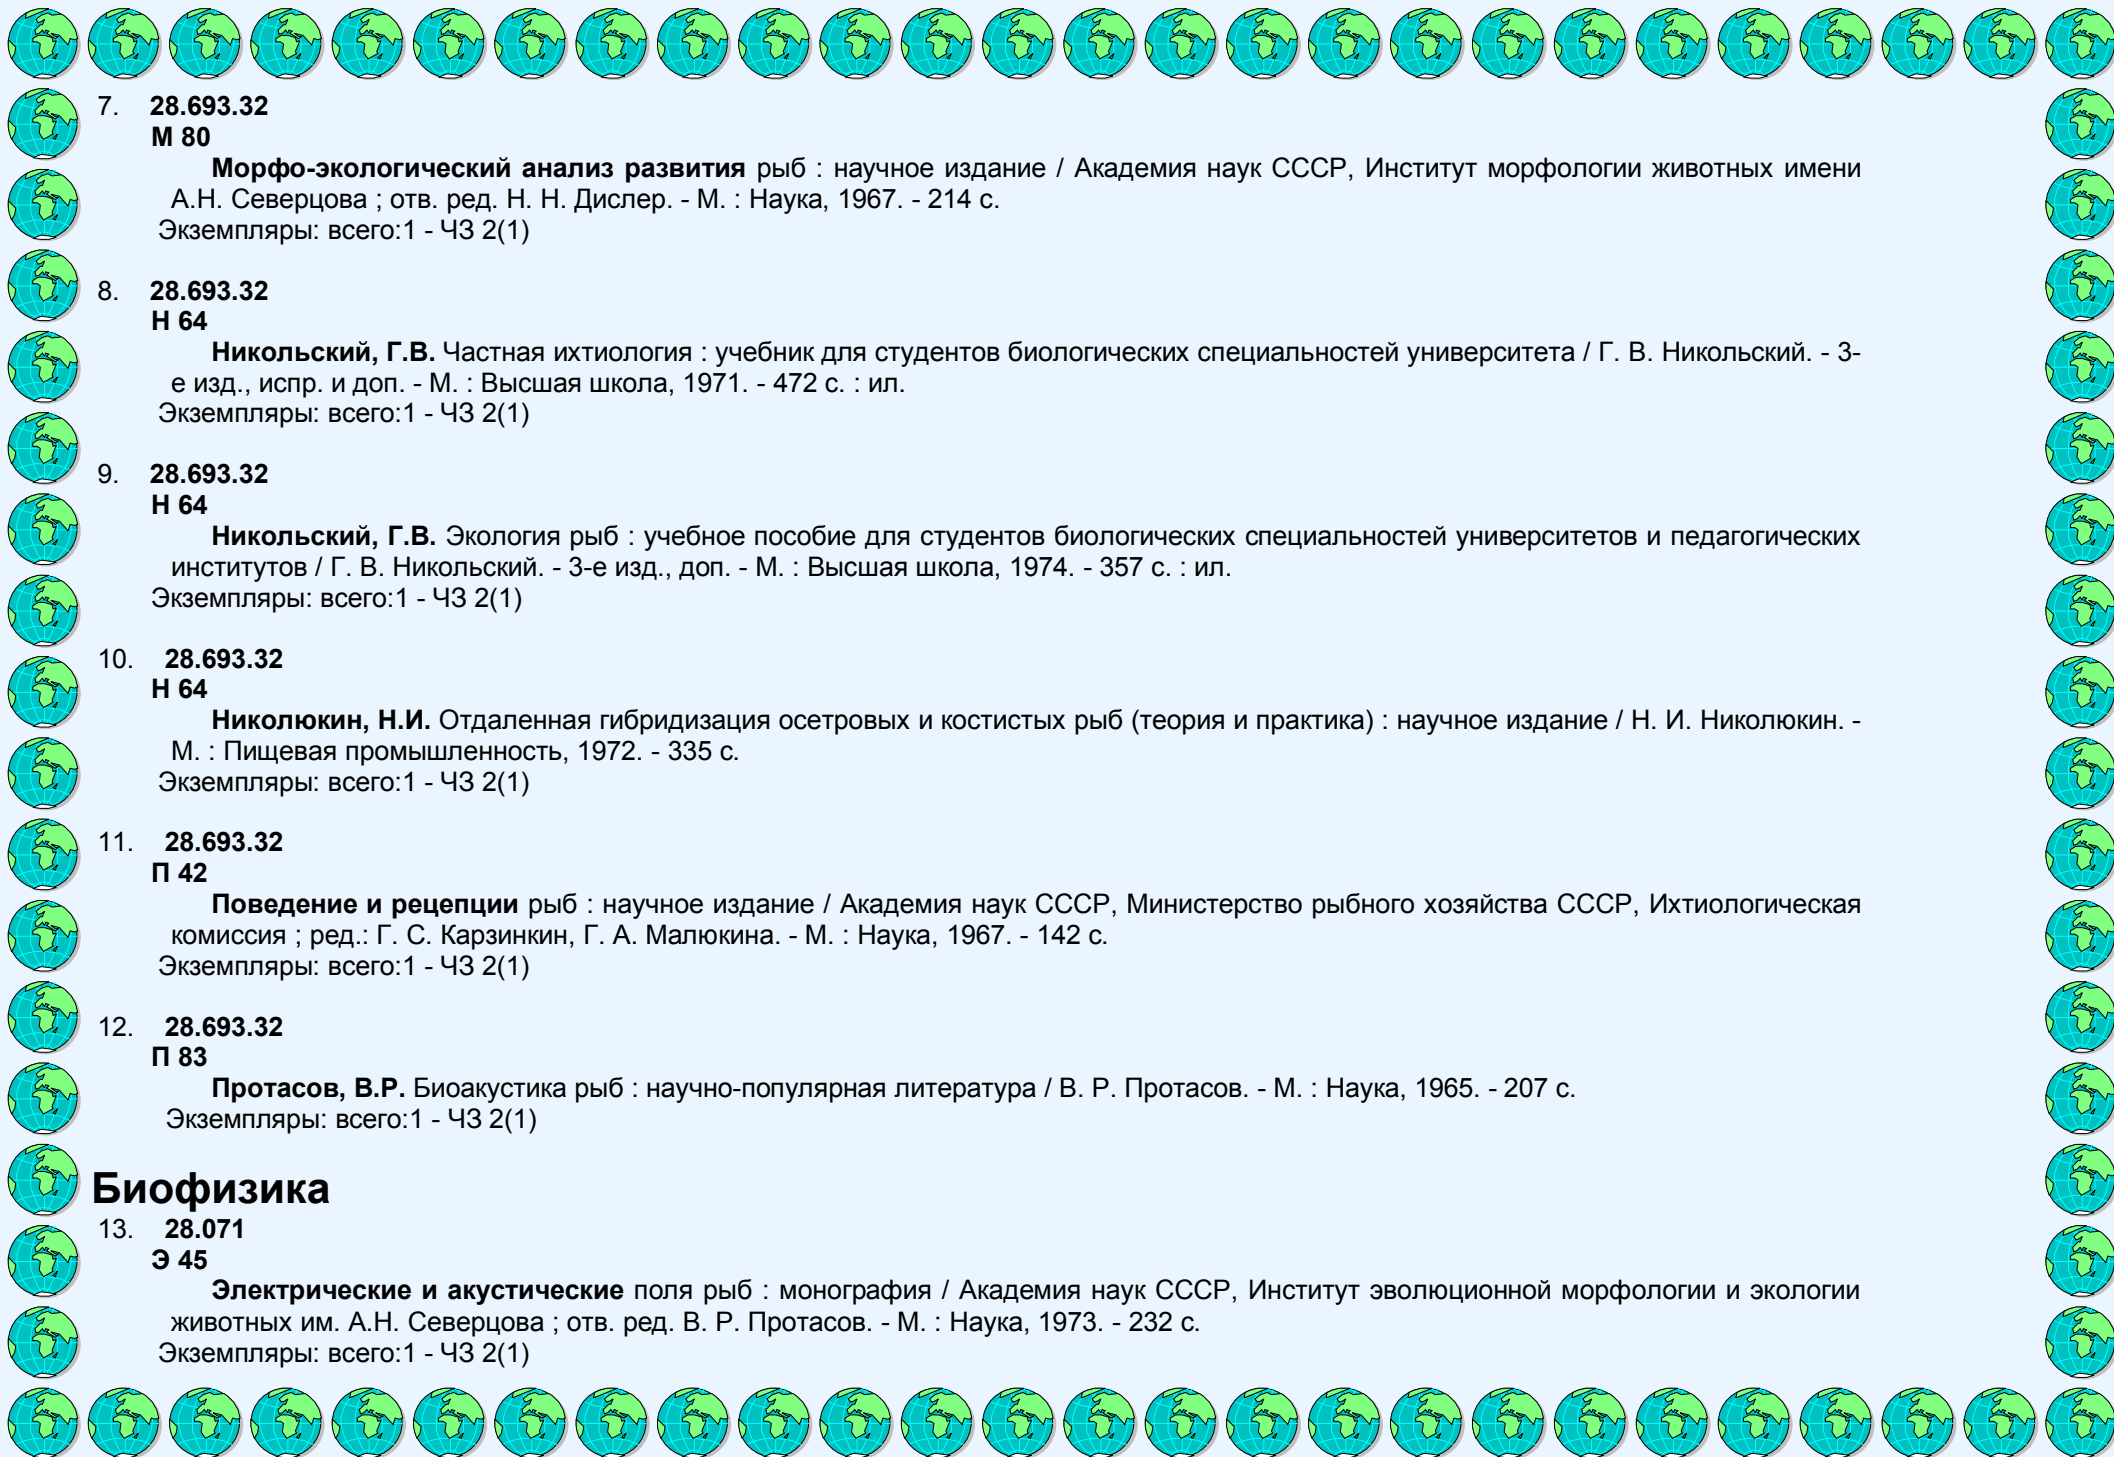 7. 28.693.32
М 80
Морфо-экологический анализ развития рыб : научное издание / Академия наук СССР, Институт морфологии животных имени
А.Н. Северцова ; отв. ред. Н. Н. Дислер. - М. : Наука, 1967. - 214 с.
Экземпляры: всего:1 - ЧЗ 2(1)
8. 28.693.32
Н 64
Никольский, Г.В. Частная ихтиология : учебник для студентов биологических специальностей университета / Г. В. Никольский. - 3-
е изд., испр. и доп. - М. : Высшая школа, 1971. - 472 с. : ил.
Экземпляры: всего:1 - ЧЗ 2(1)
9. 28.693.32
Н 64
Никольский, Г.В. Экология рыб : учебное пособие для студентов биологических специальностей университетов и педагогических
институтов / Г. В. Никольский. - 3-е изд., доп. - М. : Высшая школа, 1974. - 357 с. : ил.
Экземпляры: всего:1 - ЧЗ 2(1)
10. 28.693.32
Н 64
Николюкин, Н.И. Отдаленная гибридизация осетровых и костистых рыб (теория и практика) : научное издание / Н. И. Николюкин. -
М. : Пищевая промышленность, 1972. - 335 с.
Экземпляры: всего:1 - ЧЗ 2(1)
11. 28.693.32
П 42
Поведение и рецепции рыб : научное издание / Академия наук СССР, Министерство рыбного хозяйства СССР, Ихтиологическая
комиссия ; ред.: Г. С. Карзинкин, Г. А. Малюкина. - М. : Наука, 1967. - 142 с.
Экземпляры: всего:1 - ЧЗ 2(1)
12. 28.693.32
П 83
Протасов, В.Р. Биоакустика рыб : научно-популярная литература / В. Р. Протасов. - М. : Наука, 1965. - 207 с.
Экземпляры: всего:1 - ЧЗ 2(1)
Биофизика
13. 28.071
Э 45
Электрические и акустические поля рыб : монография / Академия наук СССР, Институт эволюционной морфологии и экологии
животных им. А.Н. Северцова ; отв. ред. В. Р. Протасов. - М. : Наука, 1973. - 232 с.
Экземпляры: всего:1 - ЧЗ 2(1)